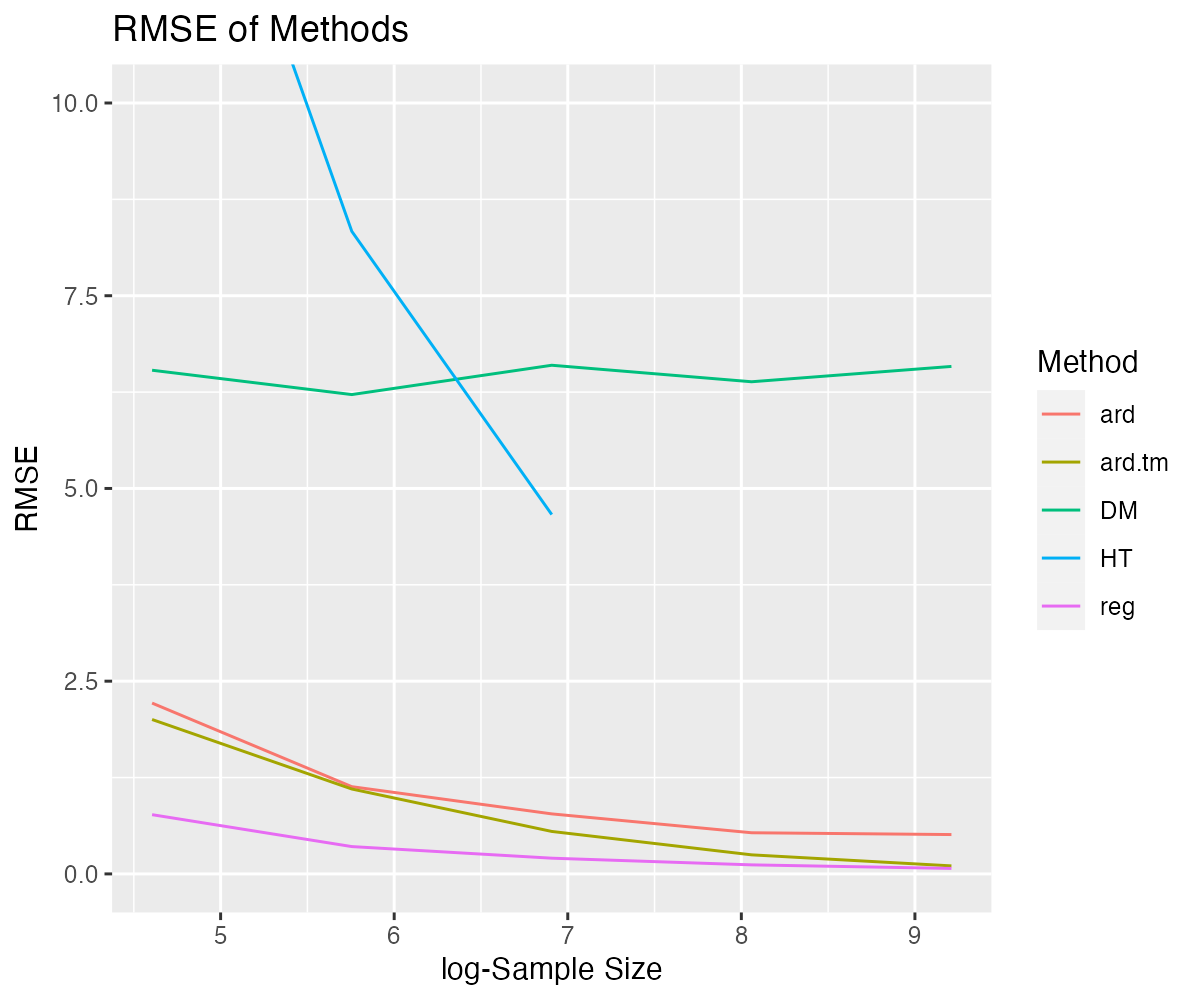 RMSE of Methods
10.0
7.5
5.0
2.5
0.0
RMSE
5 6 7 8 9
log-Sample Size
Method
ard
ard.tm
DM
HT
reg